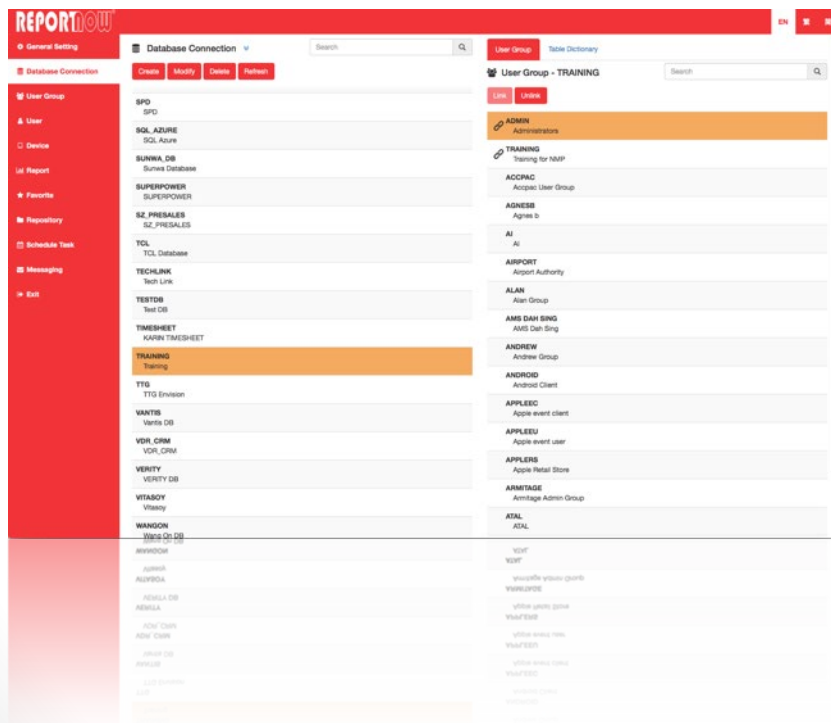 REPORTNOW
EN 繁
General Setting
Database Connection
User Group
User
Device
Report
Favorite
Repository
Schedule Task
Messaging
Exit
Database Connection
Search
Create Modify Delete Refresh
SPD
SPD
SQL_AZURE
SQL Azure
SUNWA_DB
Sunwa Database
SUPERPOWER
SUPERPOWER
SZ_PRESALES
SZ_PRESALES
TCL
TCL Database
TECHLINK
Tech Link
TESTDB
Test DB
TIMESHEET
KARIN TIMESHEET
TRAINING
Training
TTG
TTG Envision
VANTIS
Vantis DB
VDR_CRM
VDR_CRM
VERITY
VERITY DB
VITASOY
Vitasoy
WANGON
Wang On DB
User Group Table Dictionary
User Group - TRAINING
Search
Link Unlink
ADMIN
Administrators
TRAINING
Training for NMP
ACCPAC
Accpac User Group
AGNESB
Agnes b
AI
AI
AIRPORT
Airport Authority
ALAN
Alan Group
AMS DAH SING
AMS Dah Sing
ANDREW
Andrew Group
ANDROID
Android Client
APPLEEC
Apple event client
APPLEEU
Apple event user
APPLERS
Apple Retail Store
ARMITAGE
Armitage Admin Group
ATAL
ATAL